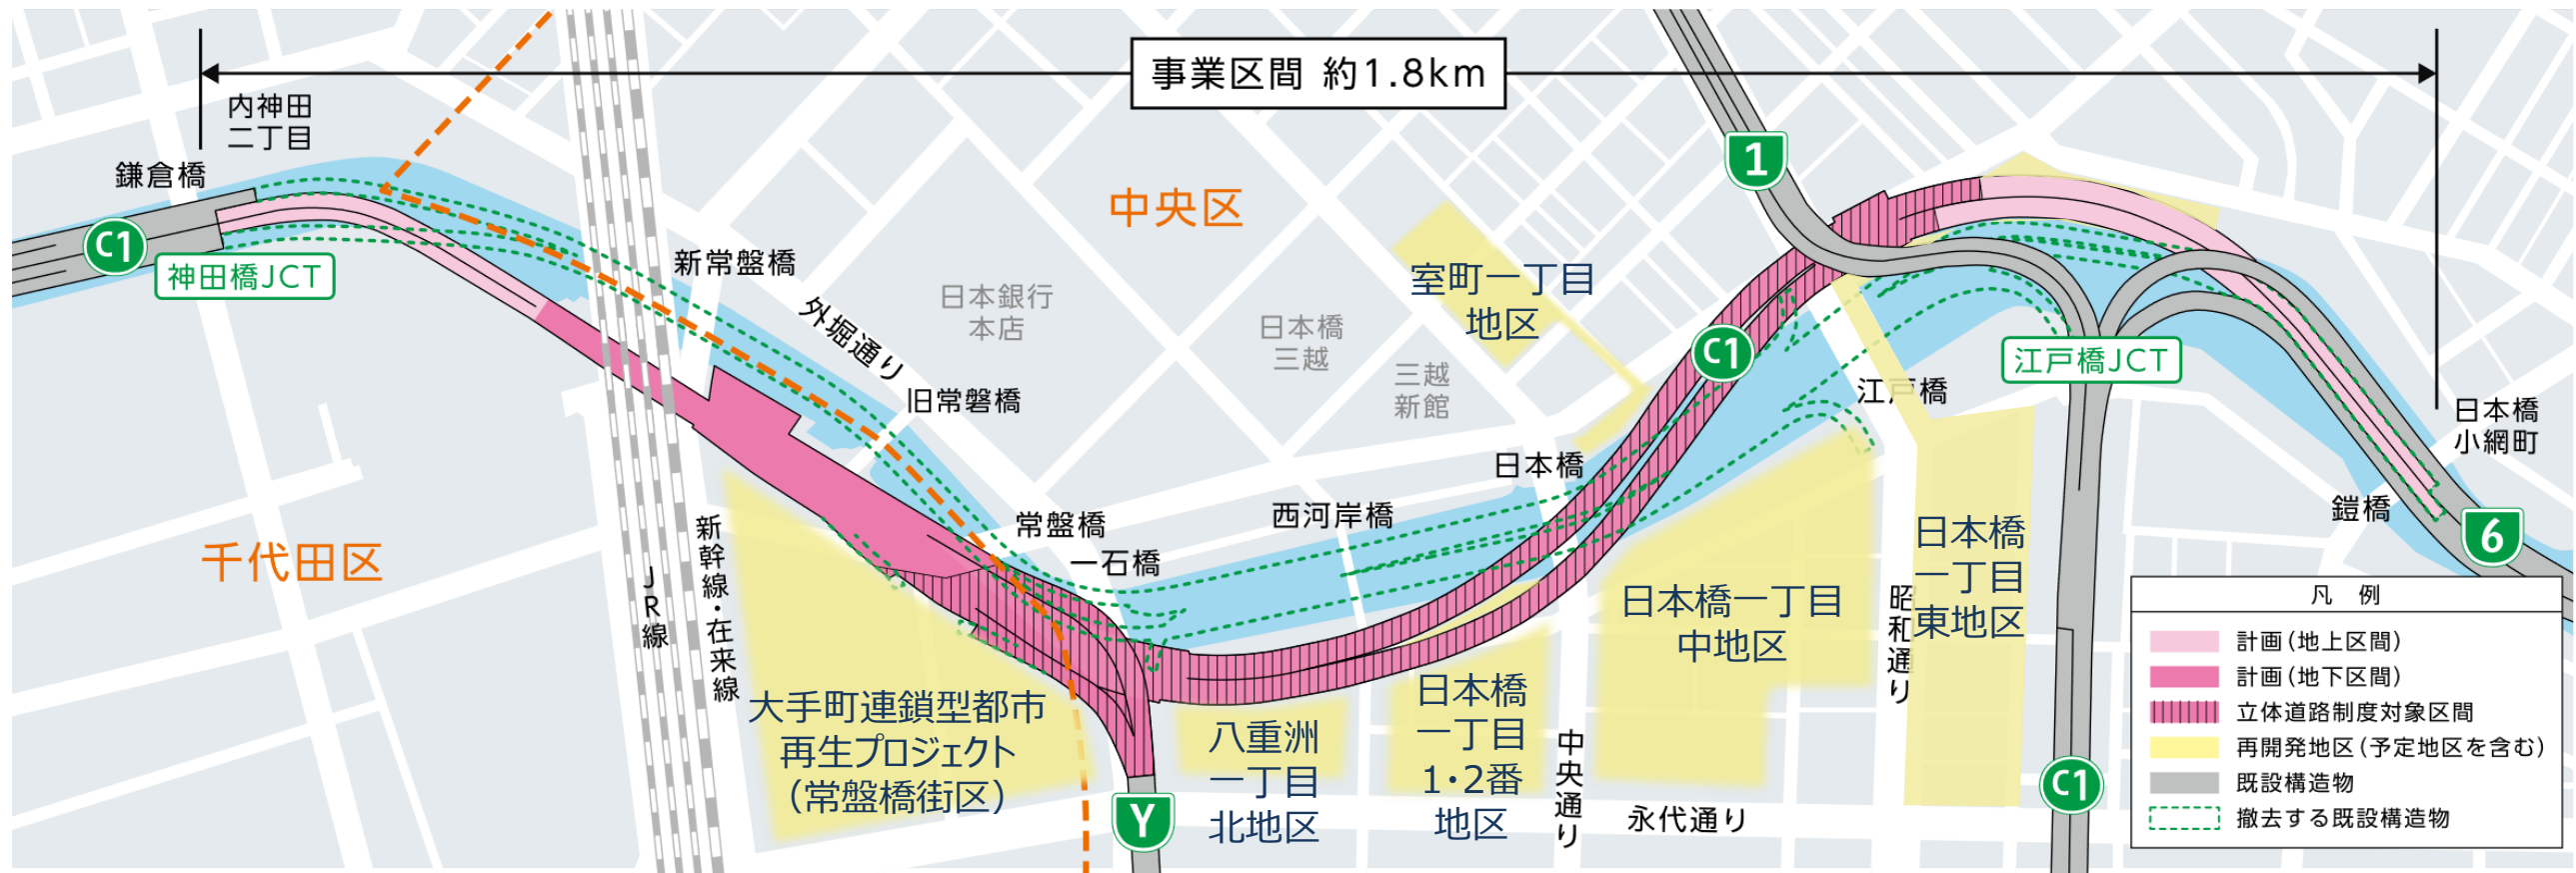 事業区間 約1.8km
内神田
二丁目
鎌倉橋
C1
神田橋JCT
中央区
1
新常盤橋
外堀通り
日本銀行
本店
旧常磐橋
日本橋
三越
三越
新館
室町一丁目
地区
C1
江戸橋
江戸橋JCT
日本橋
小網町
鎧橋
6
千代田区
JR線
新幹線・在来線
常盤橋
一石橋
西河岸橋
日本橋
大手町連鎖型都市
再生プロジェクト
（常盤橋街区）
Y
八重洲
一丁目
北地区
日本橋
一丁目
1・2番
地区
中央通り
日本橋一丁目
中地区
永代通り
昭和通り
日本橋
一丁目
東地区
C1
凡 例
計画(地上区間)
計画(地下区間)
立体道路制度対象区間
再開発地区(予定地区を含む)
既設構造物
撤去する既設構造物